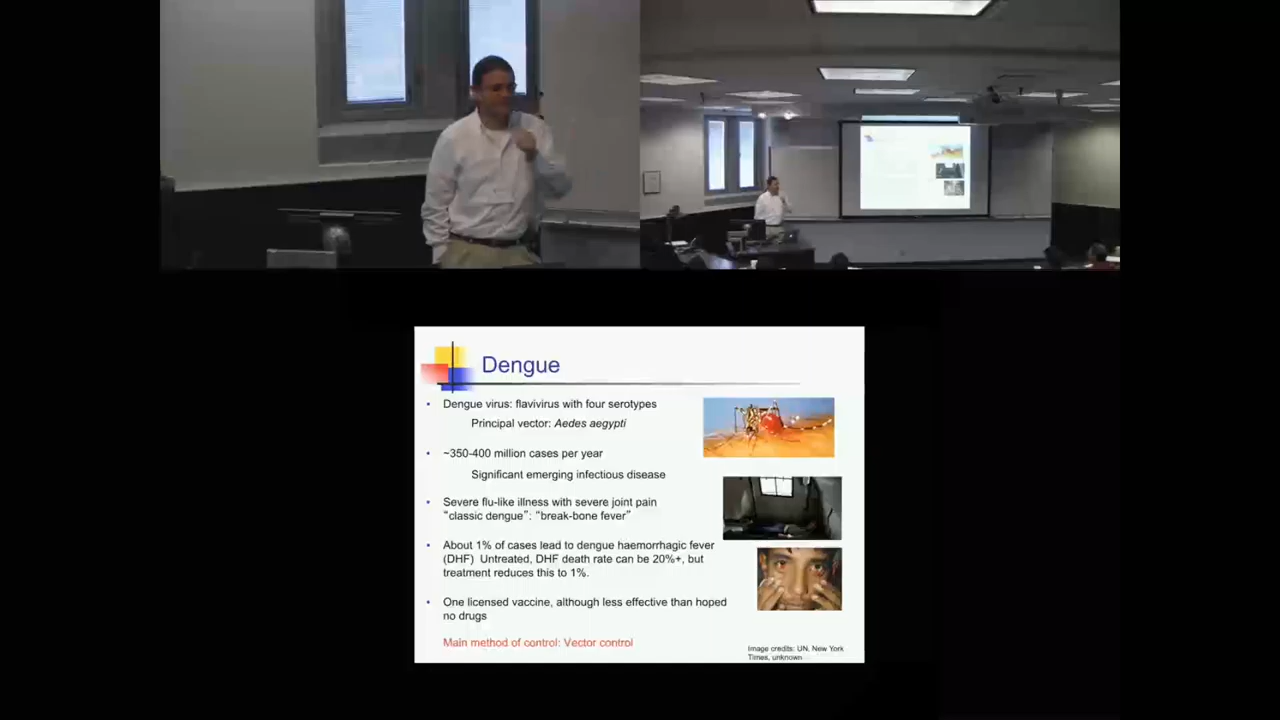 Dengue
• Dengue virus: flavivirus with four serotypes
Principal vector: Aedes aegypti
• ~350-400 million cases per year
Significant emerging infectious disease
• Severe flu-like illness with severe joint pain
“classic dengue”: “break-bone fever”
• About 1% of cases lead to dengue haemorrhagic fever
(DHF) Untreated, DHF death rate can be 20%+, but
treatment reduces this to 1%.
• One licensed vaccine, although less effective than hoped
no drugs
Main method of control: Vector control
Image credits: UN, New York
Times, unknown